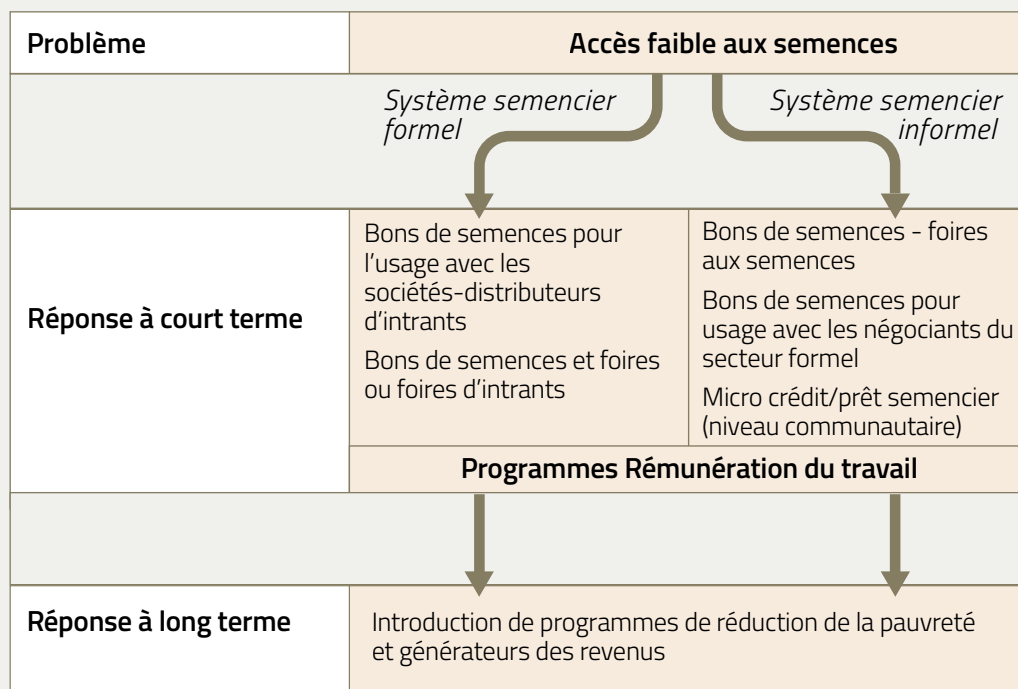 Problème
Accès faible aux semences
Système semencier
formel
Système semencier
informel
Réponse à court terme
Bons de semences pour
l'usage avec les
sociétés-distributeurs
d'intrants
Bons de semences et foires
ou foires d'intrants
Bons de semences - foires
aux semences
Bons de semences pour
usage avec les négociants du
secteur formel
Micro crédit/prêt semencier
(niveau communautaire)
Programmes Rémunération du travail
Réponse à long terme
Introduction de programmes de réduction de la pauvreté
et générateurs des revenus